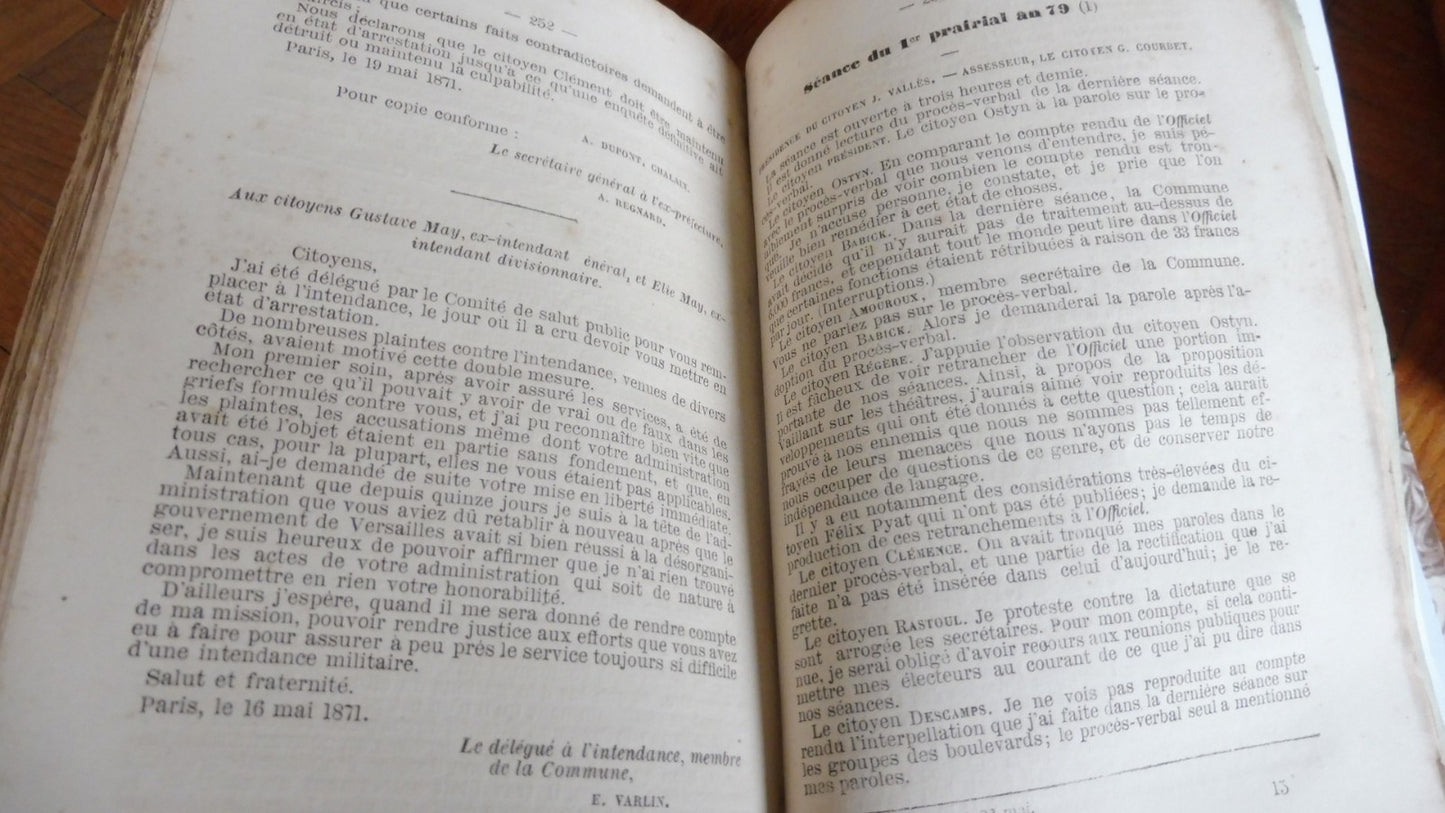 — 252 —
que certains faits contradictoires demandent à être
Nous déclarons que le citoyen Clément doit être maintenu
en état d'arrestation jusqu'à ce qu'une enquête définitive ait
détruit ou maintenu la culpabilité.
Paris, le 19 mai 1871.
Pour copie conforme :
A. DUPONT, CHALAIT.
Le secrétaire général à l'ex-préfecture,
A. REGNARD.
Aux citoyens Gustave May, ex-intendant énéral, et Elie May, ex-
intendant divisionnaire.
Citoyens,
J'ai été délégué par le Comité de salut public pour vous rem-
placer à l'intendance, le jour où il a cru devoir vous mettre en
état d'arrestation.
De nombreuses plaintes contre l'intendance, venues de divers
côtés, avaient motivé cette double mesure.
Mon premier soin, après avoir assuré les services, a été de
rechercher ce qu'il pouvait y avoir de vrai ou de faux dans les
griefs formulés contre vous, et j'ai pu reconnaître bien vite que
les plaintes, les accusations même dont votre administration
avait été l'objet étaient en partie sans fondement, et que, en
tous cas, pour la plupart, elles ne vous étaient pas applicables.
Aussi, ai-je demandé de suite votre mise en liberté immédiate.
Maintenant que depuis quinze jours je suis à la tête de l'ad-
ministration que vous aviez dû rétablir à nouveau après que le
gouvernement de Versailles avait si bien réussi à la désorgani-
ser, je suis heureux de pouvoir affirmer que je n'ai rien trouvé
dans les actes de votre administration qui soit de nature à
compromettre en rien votre honorabilité.
D'ailleurs j'espère, quand il me sera donné de rendre compte
de ma mission, pouvoir rendre justice aux efforts que vous avez
eu à faire pour assurer à peu près le service toujours si difficile
d'une intendance militaire.
Salut et fraternité.
Paris, le 16 mai 1871.
Le délégué à l'intendance, membre
de la Commune,
E. VARLIN.
Séance du 1er prairial an 79 (1)
PRÉSIDENCE DU CITOYEN J. VALLÈS. — ASSESSEUR, LE CITOYEN G. COURBET.
La séance est ouverte à trois heures et demie.
Il est donné lecture du procès-verbal de la dernière séance.
Le citoyen PRÉSIDENT. Le citoyen Ostyn a la parole sur le pro-
cès-verbal.
Le citoyen OSTYN. En comparant le compte rendu de l'Officiel
avec le procès-verbal que nous venons d'entendre, je suis pé-
niblement surpris de voir combien le compte rendu est tron-
qué. Je n'accuse personne, je constate, et je prie que l'on
veuille bien remédier à cet état de choses.
Le citoyen BABICK. Dans la dernière séance, la Commune
avait décidé qu'il n'y aurait pas de traitement au-dessus de
6,000 francs, et cependant tout le monde peut lire dans l'Officiel
que certaines fonctions étaient rétribuées à raison de 33 francs
par jour. (Interruptions.)
Le citoyen AMOUROUX, membre secrétaire de la Commune.
vous ne pariez pas sur le procès-verbal.
Le citoyen BABICK. Alors je demanderai la parole après l'a-
doption du procès-verbal.
Le citoyen RÉGÈRE. J'appuie l'observation du citoyen Ostyn.
Il est fâcheux de voir retrancher de l'Officiel une portion im-
portante de nos séances. Ainsi, à propos de la proposition
Vaillant sur les théâtres, j'aurais aimé voir reproduits les dé-
veloppements qui ont été donnés à cette question ; cela aurait
prouvé à nos ennemis que nous ne sommes pas tellement ef-
frayés de leurs menaces que nous n'ayons pas le temps de
nous occuper de questions de ce genre, et de conserver notre
indépendance de langage.
Il y a eu notamment des considérations très-élevées du ci-
toyen Félix Pyat qui n'ont pas été publiées; je demande la re-
production de ces retranchements à l'Officiel.
Le citoyen CLÉMENCE. On avait tronqué mes paroles dans le
dernier procès-verbal, et une partie de la rectification que j'ai
faite n'a pas été insérée dans celui d'aujourd'hui; je le re-
grette.
Le citoyen RASTOUL. Je proteste contre la dictature que se
sont arrogée les secrétaires. Pour mon compte, si cela conti-
nue, je serai obligé d'avoir recours aux reunions publiques pour
mettre mes électeurs au courant de ce que j'ai pu dire dans
nos séances.
Le citoyen DESCAMPS. Je ne vois pas reproduite au compte
rendu l'interpellation que j'ai faite dans la dernière séance sur
les groupes des boulevards; le procès-verbal seul a mentionné
mes paroles.
15